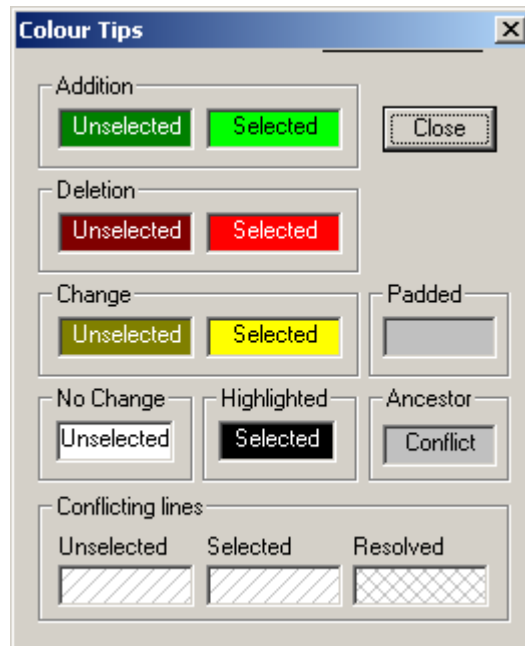 Colour Tips
Addition
Unselected Selected
Close
Deletion
Unselected Selected
Change
Unselected Selected
Padded
No Change
Unselected
Highlighted
Selected
Ancestor
Conflict
Conflicting lines
Unselected Selected Resolved